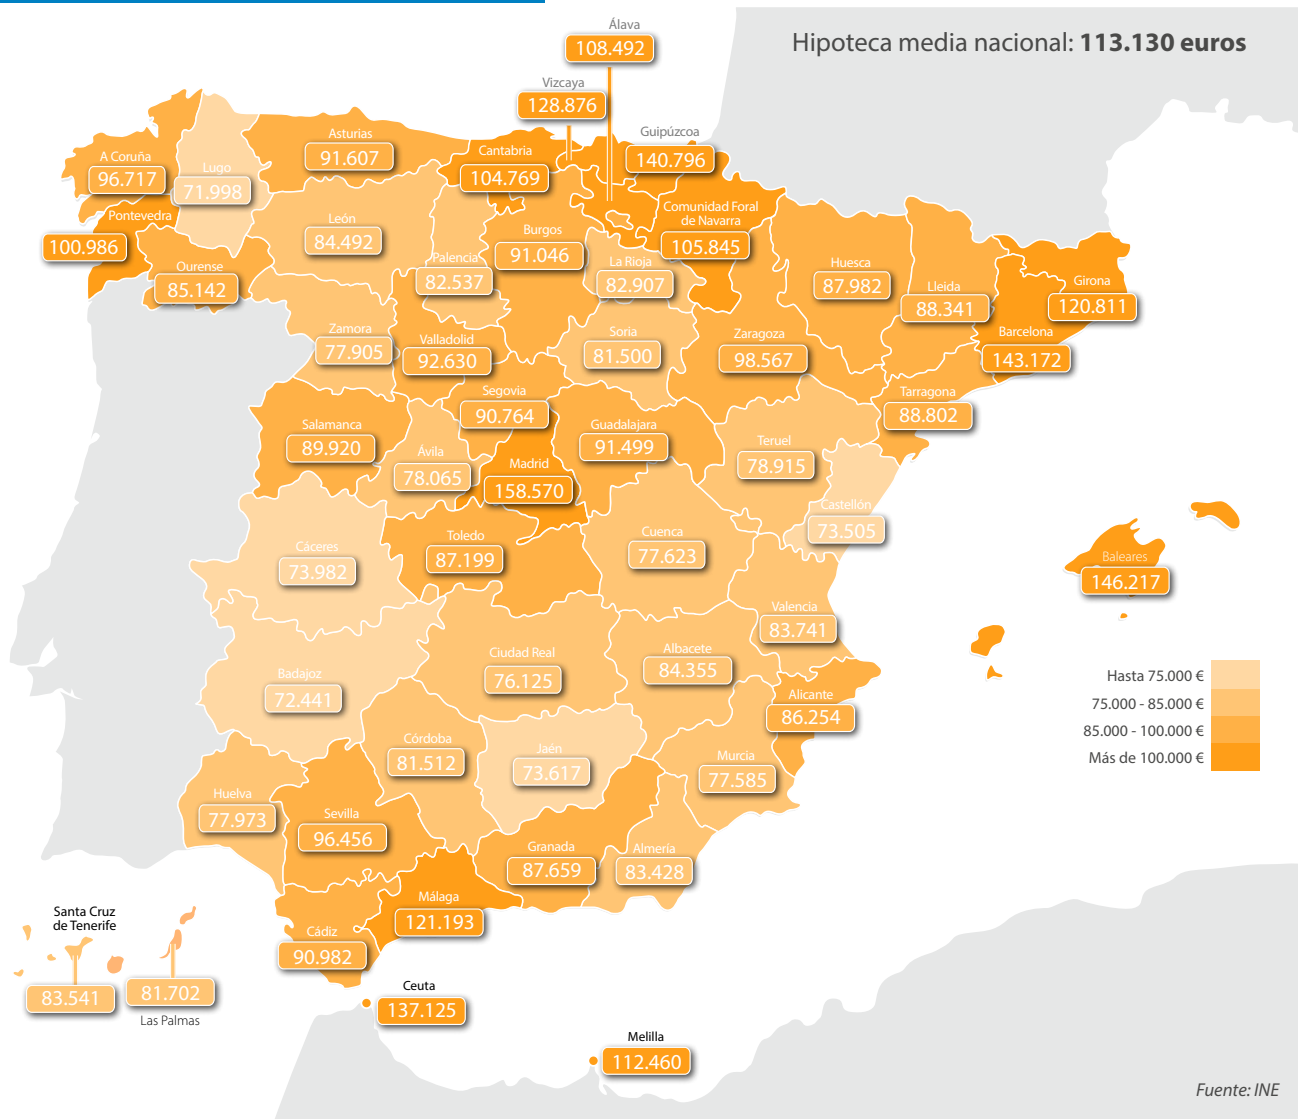 Hipoteca media nacional: 113.130 euros
Álava
108.492
Vizcaya
128.876
Guipúzcoa
140.796
Asturias
91.607
Cantabria
104.769
A Coruña
96.717
Lugo
71.998
Pontevedra
100.986
Ourense
85.142
León
84.492
Palencia
82.537
Burgos
91.046
La Rioja
82.907
Comunidad Foral
de Navarra
105.845
Huesca
87.982
Lleida
88.341
Girona
120.811
Barcelona
143.172
Zamora
77.905
Valladolid
92.630
Soria
81.500
Zaragoza
98.567
Tarragona
88.802
Segovia
90.764
Salamanca
89.920
Ávila
78.065
Madrid
158.570
Guadalajara
91.499
Teruel
78.915
Castellón
73.505
Cáceres
73.982
Toledo
87.199
Cuenca
77.623
Baleares
146.217
Valencia
83.741
Badajoz
72.441
Ciudad Real
76.125
Albacete
84.355
Alicante
86.254
Hasta 75.000 €
75.000 - 85.000 €
85.000 - 100.000 €
Más de 100.000 €
Córdoba
81.512
Jaén
73.617
Murcia
77.585
Huelva
77.973
Sevilla
96.456
Granada
87.659
Almería
83.428
Málaga
121.193
Cádiz
90.982
Santa Cruz
de Tenerife
83.541
81.702
Las Palmas
Ceuta
137.125
Melilla
112.460
Fuente: INE